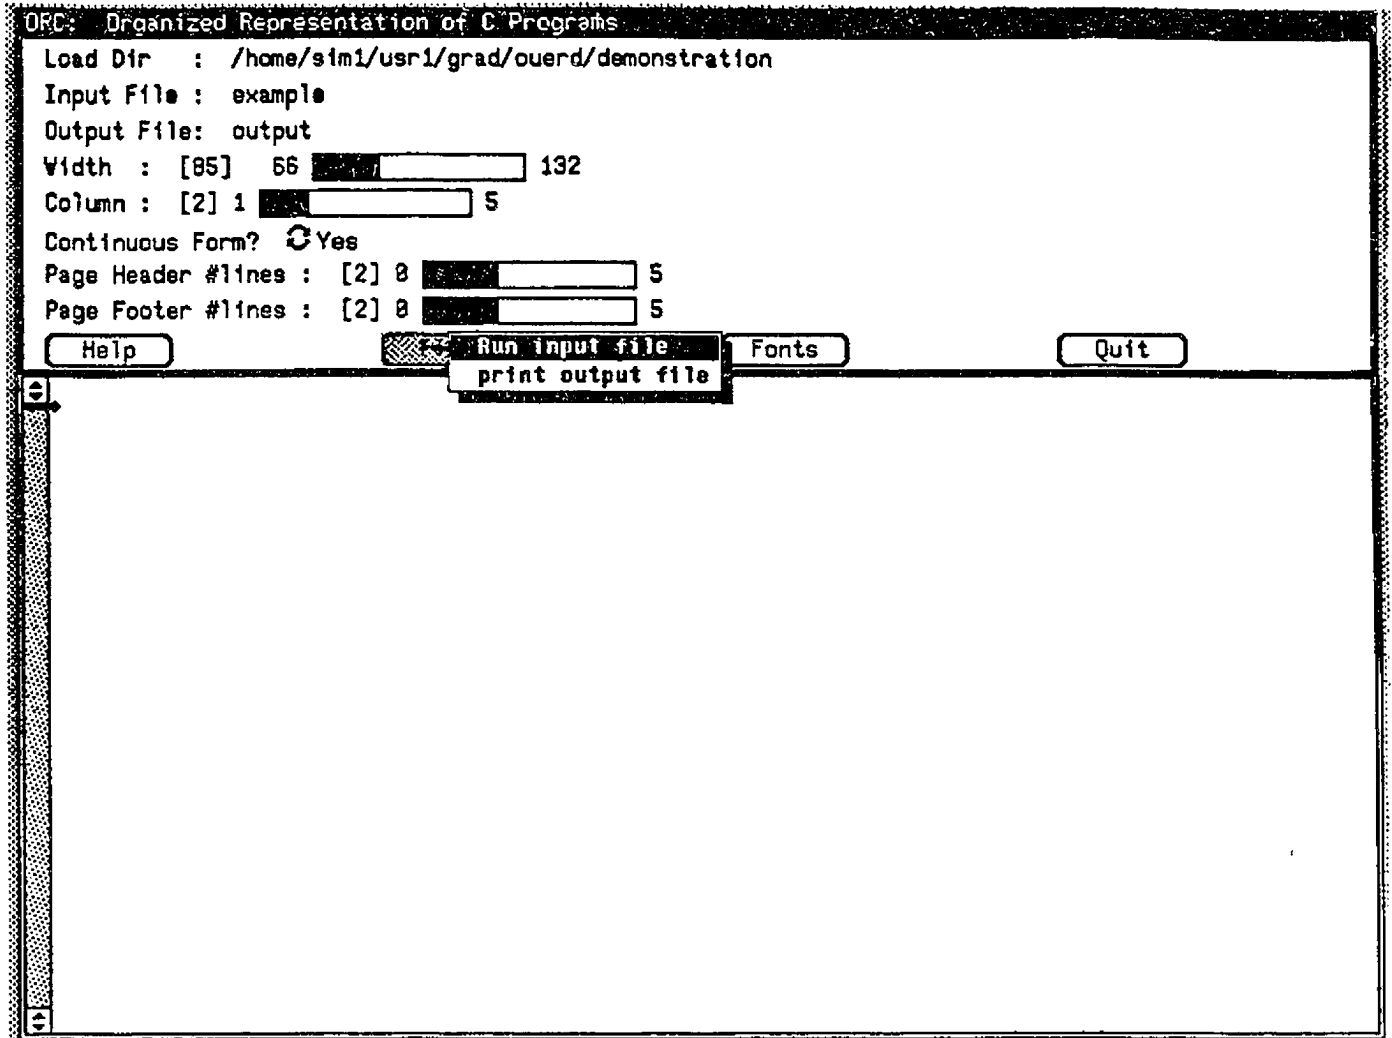 ORC: Organized Representation of C Programs
Load Dir : /home/sim1/usr1/grad/ouerd/demonstration
Input File : example
Output File: output
Width : [85] 66 132
Column : [2] 1 5
Continuous Form? Yes
Page Header #lines : [2] 0 5
Page Footer #lines : [2] 0 5
Help Run input file Fonts Quit
print output file